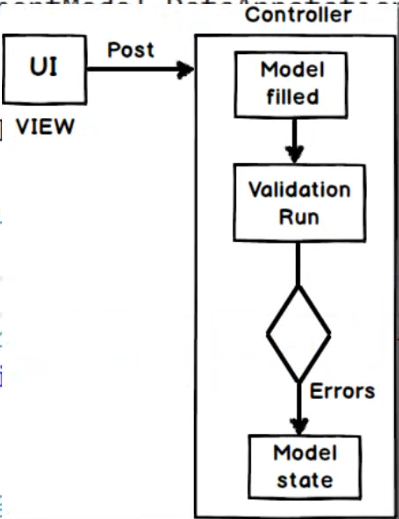 Controller
UI
Post
VIEW
Model
filled
Validation
Run
Errors
Model
state